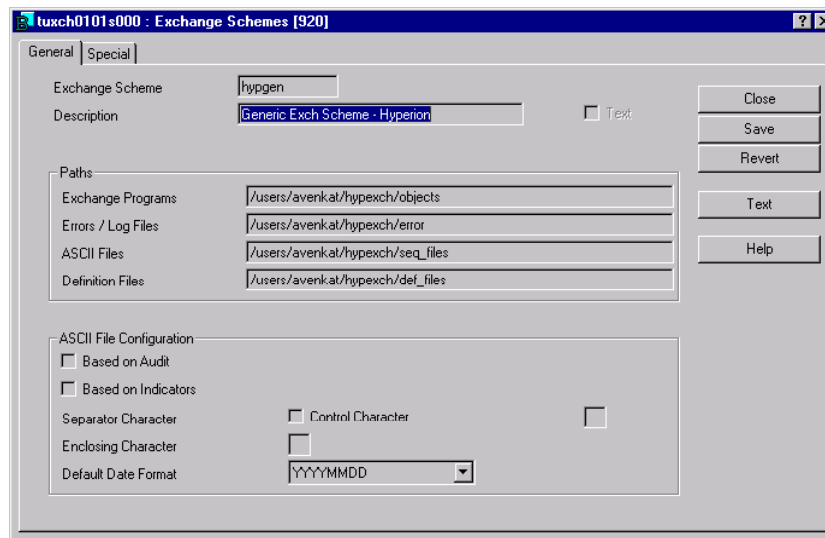 tuxch0101s000 : Exchange Schemes [920]
General Special
Exchange Scheme hypgen
Description Generic Exch Scheme - Hyperion Text
Close
Save
Revert
Text
Help
Paths
Exchange Programs /users/avenkat/hypexch/objects
Errors / Log Files /users/avenkat/hypexch/error
ASCII Files /users/avenkat/hypexch/seq_files
Definition Files /users/avenkat/hypexch/def_files
ASCII File Configuration
Based on Audit
Based on Indicators
Separator Character Control Character
Enclosing Character
Default Date Format YYYYMMDD